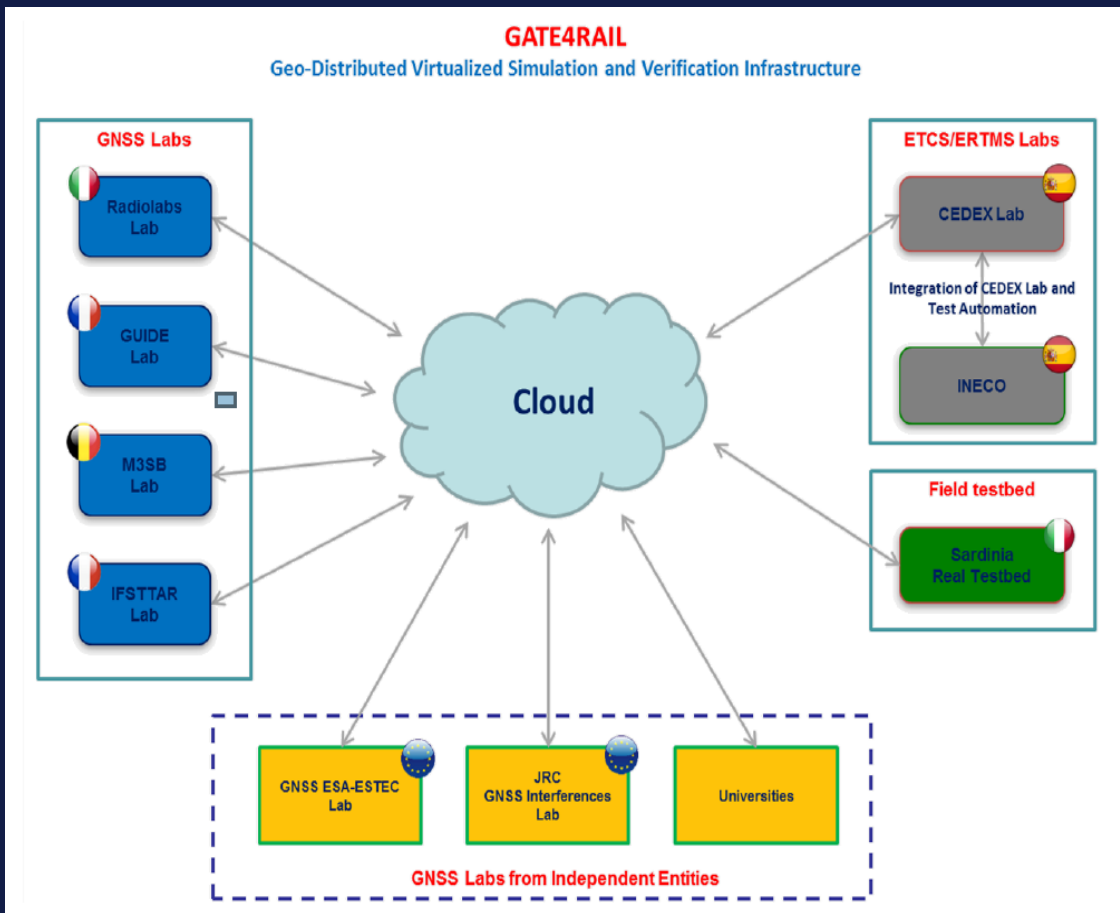 GATE4RAIL
Geo-Distributed Virtualized Simulation and Verification Infrastructure
GNSS Labs
Radiolabs
Lab
GUIDE
Lab
M3SB
Lab
IFSTTAR
Lab
Cloud
ETCS/ERTMS Labs
CEDEX Lab
Integration of CEDEX Lab and
Test Automation
INECO
Field testbed
Sardinia
Real Testbed
GNSS ESA-ESTEC
Lab
JRC
GNSS Interferences
Lab
Universities
GNSS Labs from Independent Entities